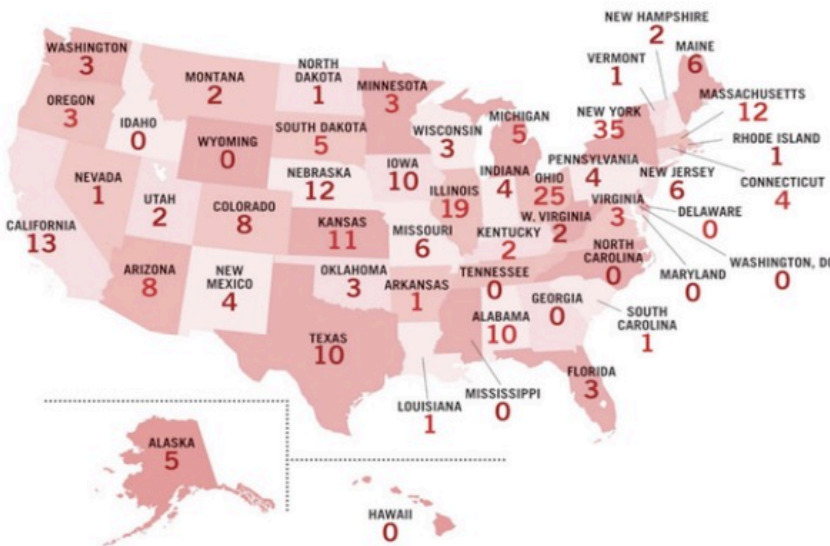 NEW HAMPSHIRE
2
WASHINGTON
3
MONTANA
2
NORTH
DAKOTA
1
MINNESOTA
3
VERMONT
1
MAINE
6
OREGON
3
IDAHO
0
WYOMING
0
SOUTH DAKOTA
5
WISCONSIN
3
MICHIGAN
5
NEW YORK
35
MASSACHUSETTS
12
RHODE ISLAND
1
NEVADA
1
UTAH
2
COLORADO
8
NEBRASKA
12
IOWA
10
ILLINOIS
19
INDIANA
4
OHIO
25
PENNSYLVANIA
4
NEW JERSEY
6
CONNECTICUT
4
CALIFORNIA
13
KANSAS
11
MISSOURI
6
KENTUCKY
2
W. VIRGINIA
2
VIRGINIA
3
DELAWARE
0
ARIZONA
8
NEW
MEXICO
4
OKLAHOMA
3
ARKANSAS
1
TENNESSEE
0
NORTH
CAROLINA
0
MARYLAND
0
WASHINGTON, DC
0
TEXAS
10
ALABAMA
10
GEORGIA
0
SOUTH
CAROLINA
1
LOUISIANA
1
MISSISSIPPI
0
FLORIDA
3
ALASKA
5
HAWAII
0